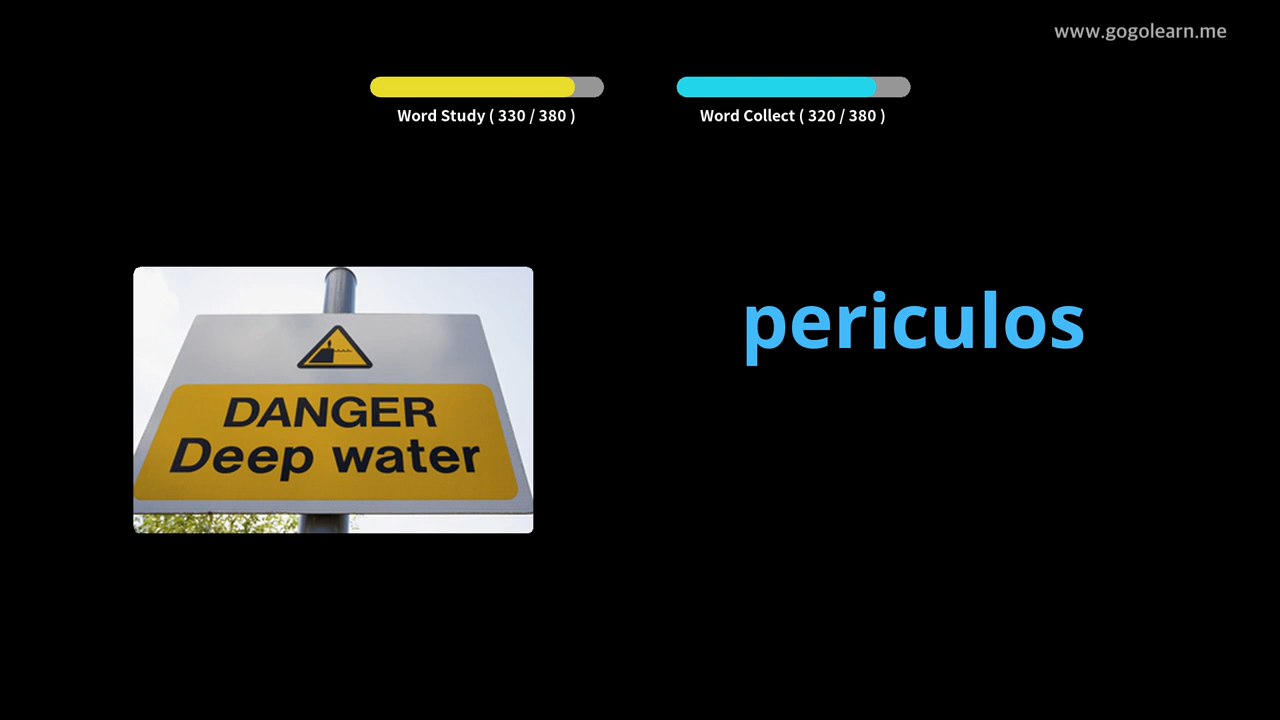 www.gogolearn.me
Word Study ( 330 / 380 )
Word Collect ( 320 / 380 )
periculos
DANGER
Deep water